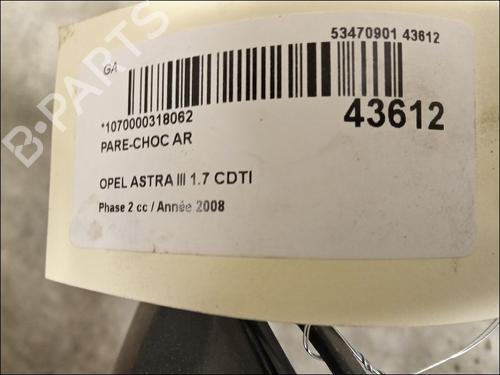 53470901 43612
GA
*1070000318062
43612
PARE-CHOC AR
OPEL ASTRA III 1.7 CDTI
Phase 2 cc / Année 2008
B-PARTS